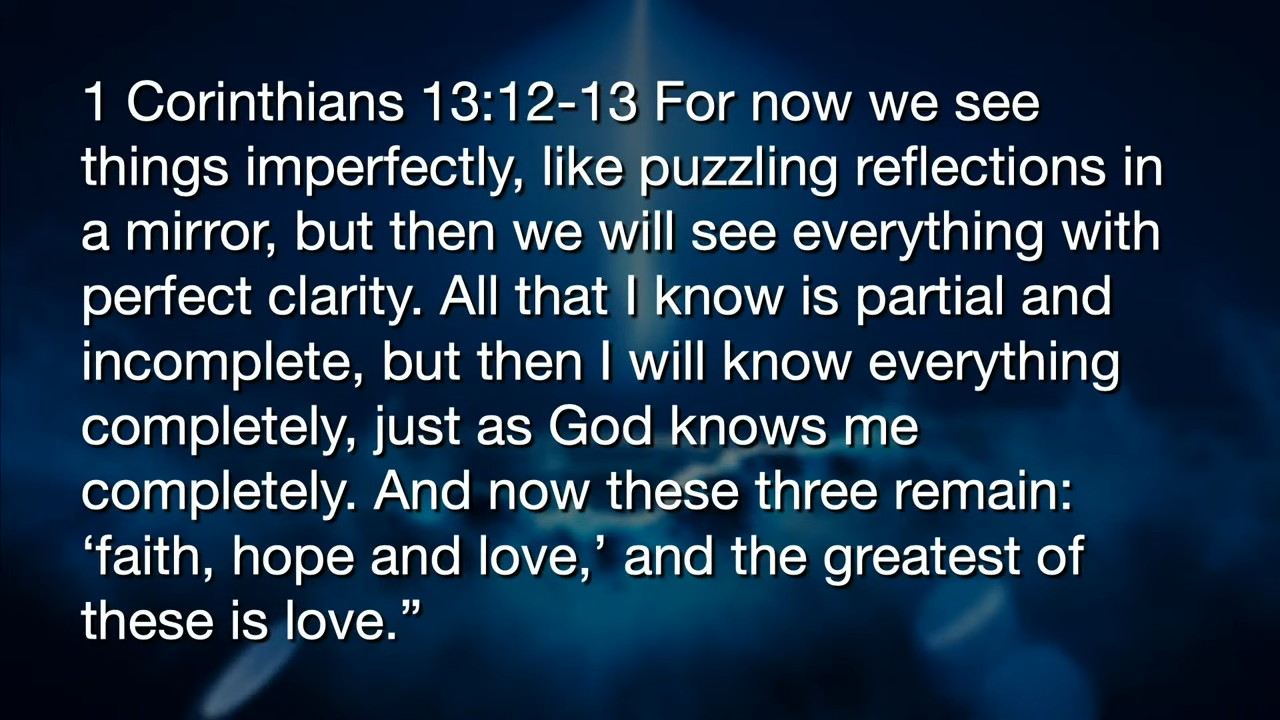 1 Corinthians 13:12-13 For now we see
things imperfectly, like puzzling reflections in
a mirror, but then we will see everything with
perfect clarity. All that I know is partial and
incomplete, but then I will know everything
completely, just as God knows me
completely. And now these three remain:
‘faith, hope and love,’ and the greatest of
these is love.”